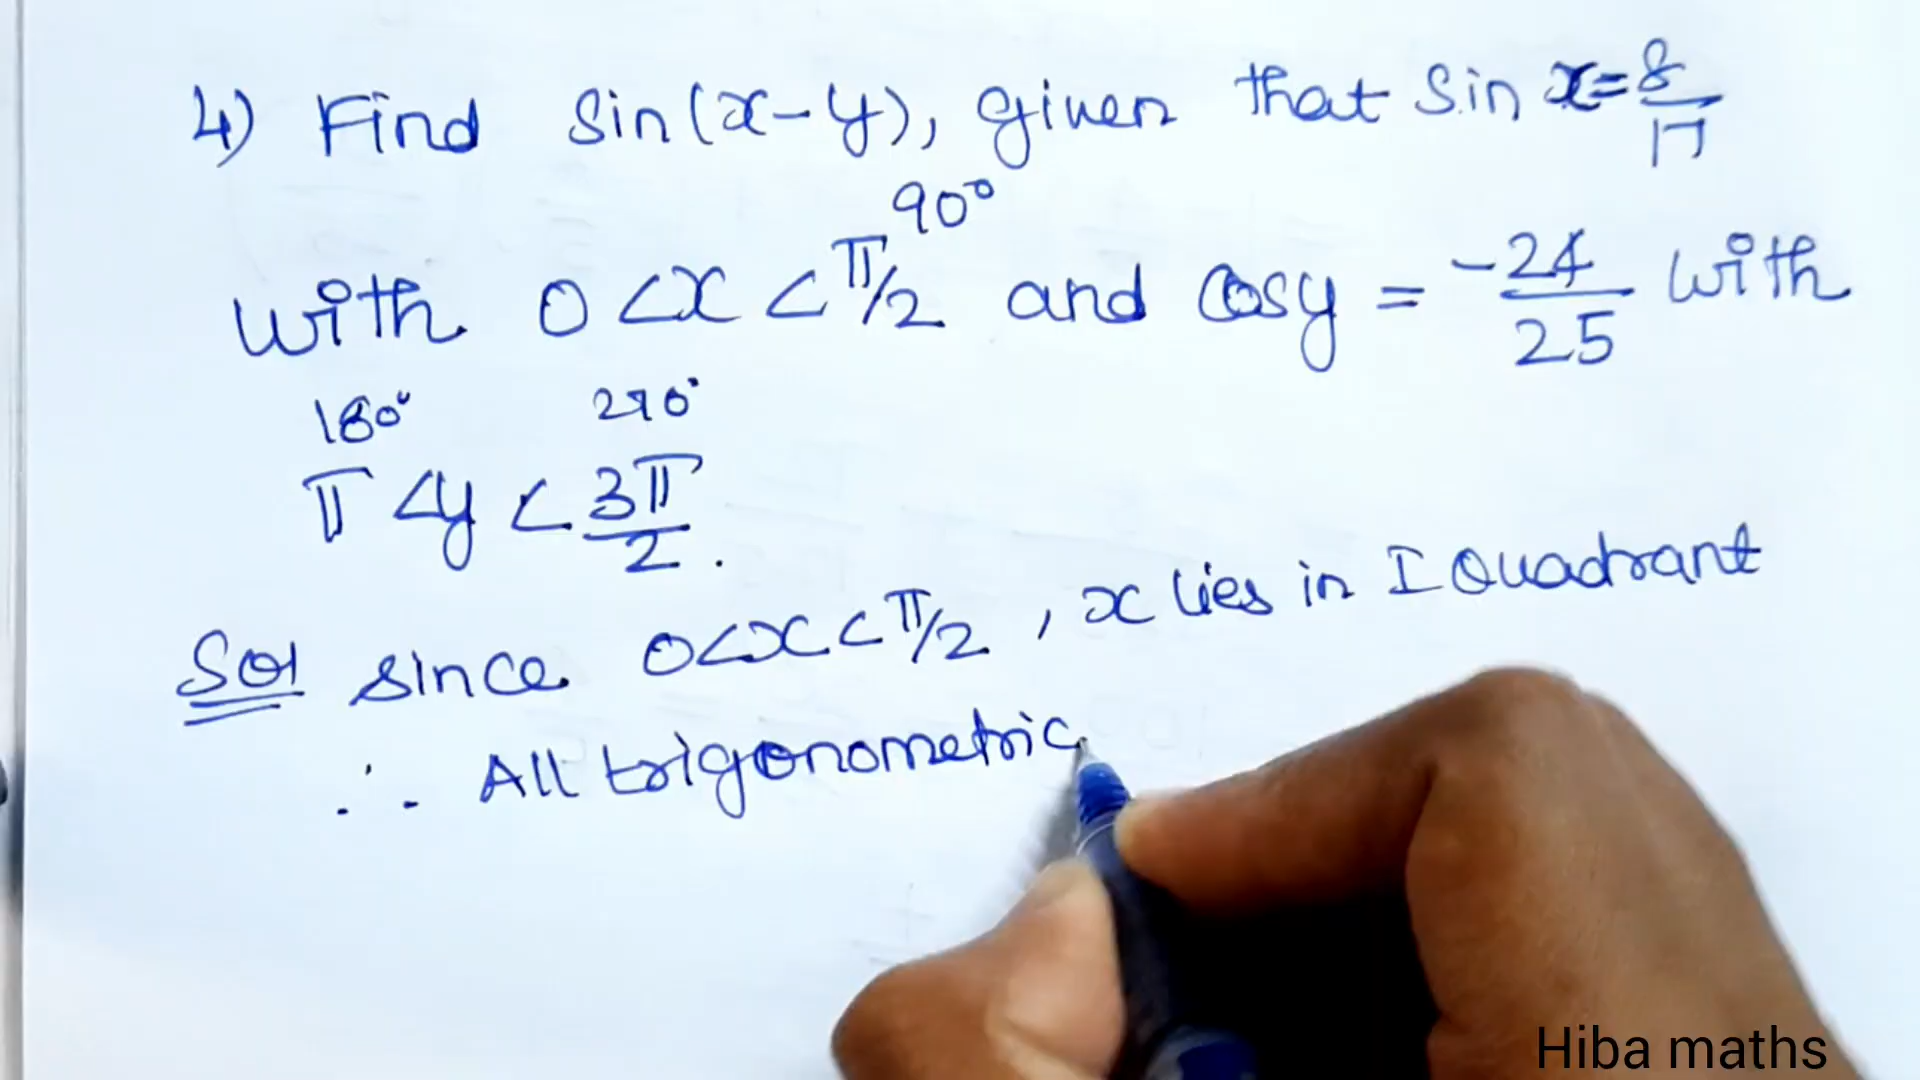 4) Find sin(x-y), given that sin x = 8/17
90°
with 0 < x < π/2 and cosy = -24/25 with
180° 270°
π < y < 3π/2.
Sol since 0 < x < π/2, x lies in I Quadrant
∴ All trigonometric
Hiba maths